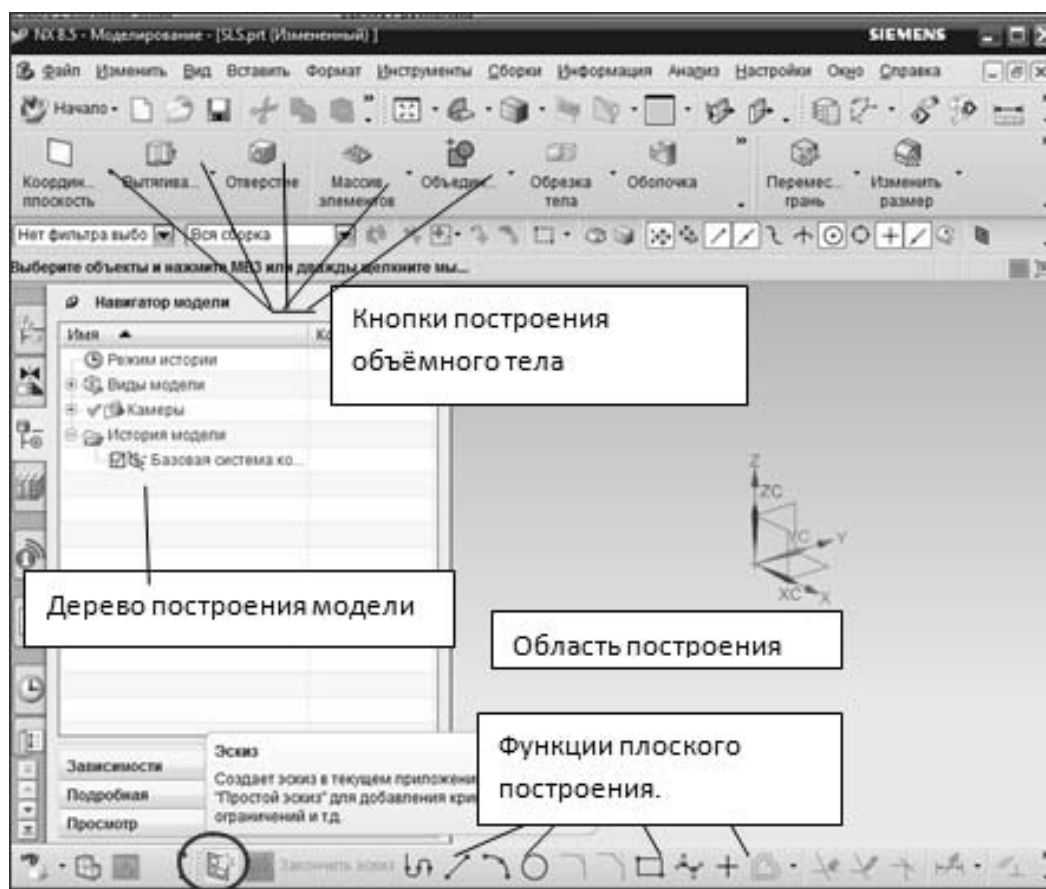 NX 8.5 - Моделирование - [SLS.prt (Измененный) ]
SIEMENS
Файл Изменить Вид Вставить Формат Инструменты Сборки Информация Анализ Настройки Окно Справка
Начало
Координ... плоскость
Вытягива...
Отверстие
Массив элементов
Объедин...
Обрезка тела
Оболочка
Перемес... грань
Изменить размер
Нет фильтра выбо
Вся сборка
Выберите объекты и нажмите МВ3 или дважды щелкните мы...
Навигатор модели
Имя
Ко
Режим истории
Виды модели
Камеры
История модели
Базовая система ко...
Кнопки построения
объёмного тела
Z
ZC
YC
Y
XC
X
Дерево построения модели
Область построения
Функции плоского
построения.
Зависимости
Подробная
Просмотр
Эскиз
Создает эскиз в текущем приложени
"Простой эскиз" для добавления кри
ограничений и т.д.
Закончить эскиз